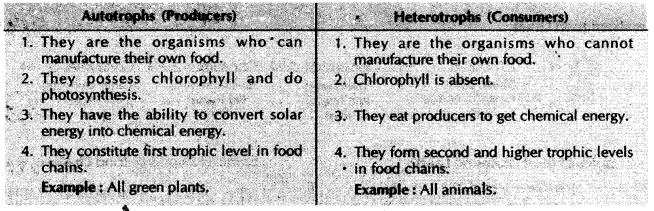 Autotrophs (Producers)
1. They are the organisms who can
manufacture their own food.
2. They possess chlorophyll and do
photosynthesis.
3. They have the ability to convert solar
energy into chemical energy.
4. They constitute first trophic level in food
chains.
Example : All green plants.
Heterotrophs (Consumers)
1. They are the organisms who cannot
manufacture their own food.
2. Chlorophyll is absent.
3. They eat producers to get chemical energy.
4. They form second and higher trophic levels
in food chains.
Example : All animals.